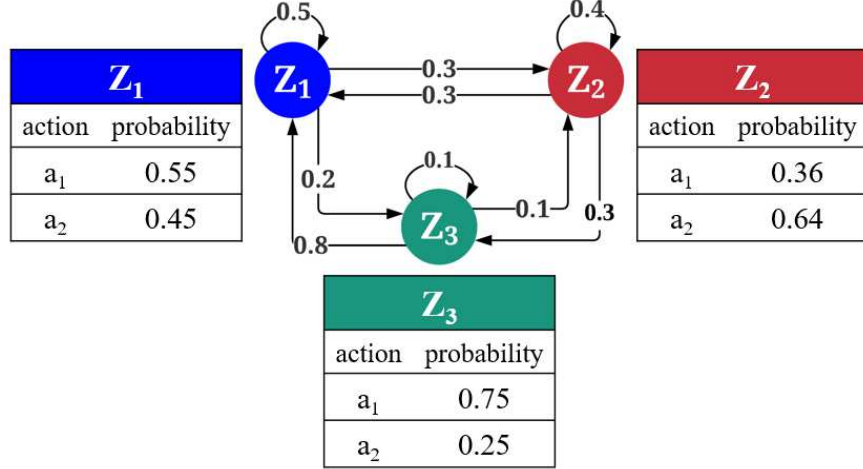 0.5
0.4
Z₁
Z₁
0.3
Z₂
Z₂
action probability
0.3
action probability
a₁ 0.55
0.2
0.1
a₁ 0.36
a₂ 0.45
0.1
0.3
a₂ 0.64
Z₃
0.8
Z₃
action probability
a₁ 0.75
a₂ 0.25